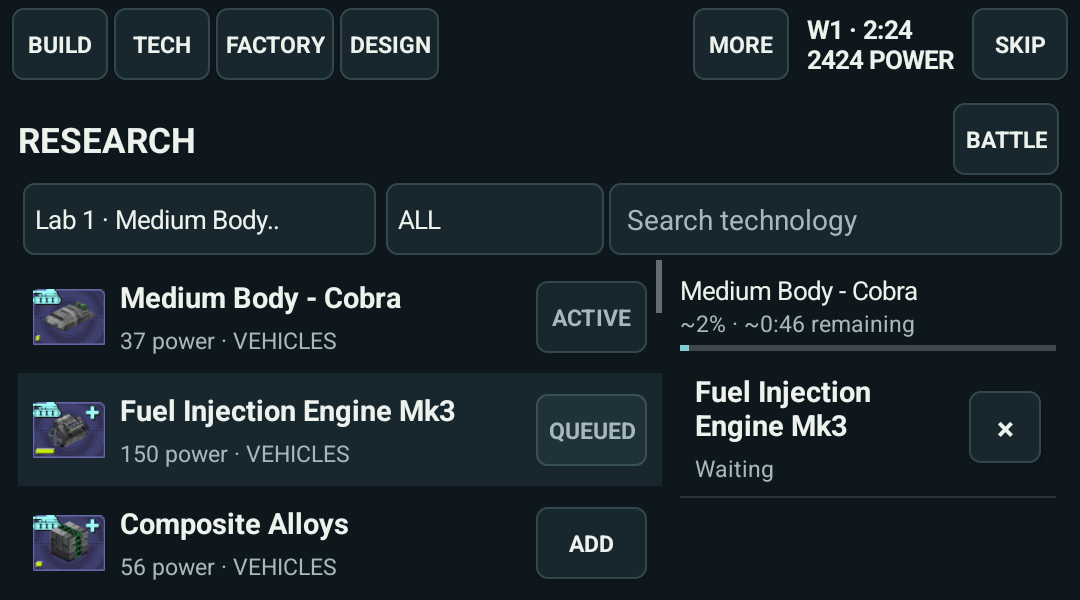 BUILD TECH FACTORY DESIGN MORE W1 · 2:24 SKIP
2424 POWER
RESEARCH BATTLE
Lab 1 · Medium Body.. ALL Search technology
Medium Body - Cobra
37 power · VEHICLES
ACTIVE
Fuel Injection Engine Mk3
150 power · VEHICLES
QUEUED
Composite Alloys
56 power · VEHICLES
ADD
Medium Body - Cobra
~2% · ~0:46 remaining
Fuel Injection
Engine Mk3
×
Waiting